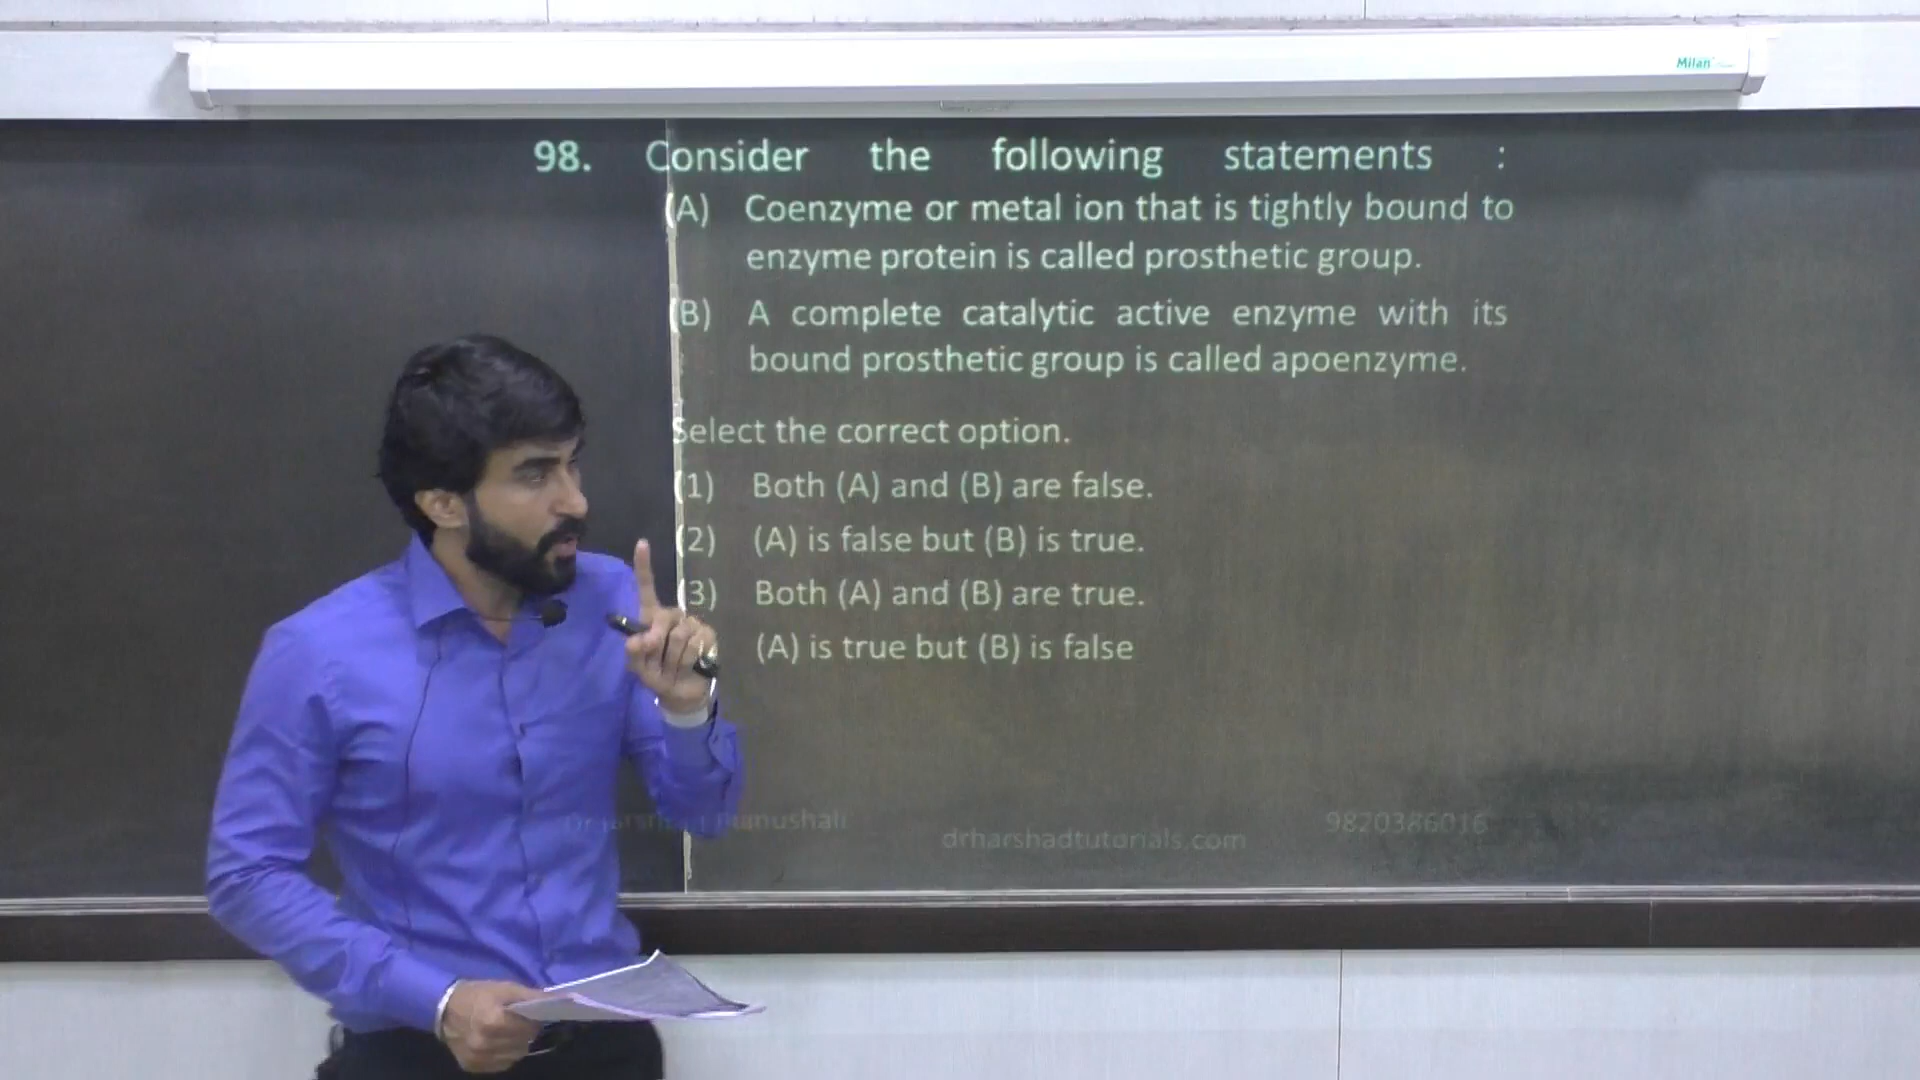 Milan
98. Consider the following statements :
(A) Coenzyme or metal ion that is tightly bound to
enzyme protein is called prosthetic group.
(B) A complete catalytic active enzyme with its
bound prosthetic group is called apoenzyme.
Select the correct option.
(1) Both (A) and (B) are false.
(2) (A) is false but (B) is true.
(3) Both (A) and (B) are true.
(A) is true but (B) is false
drharshadtutorials.com
9820386016